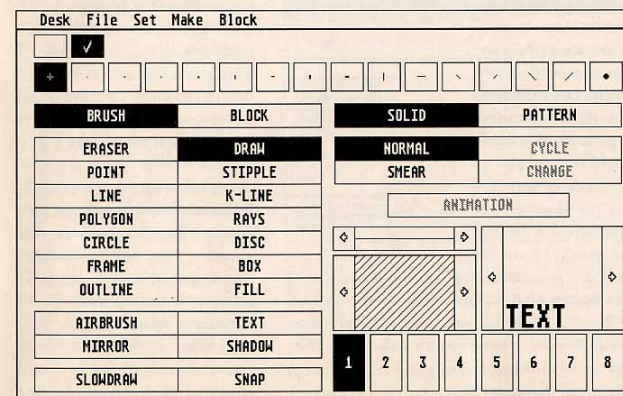 Desk File Set Make Block
BRUSH BLOCK SOLID PATTERN
ERASER DRAW NORMAL CYCLE
POINT STIPPLE SMEAR CHANGE
LINE K-LINE ANIMATION
POLYGON RAYS
CIRCLE DISC
FRAME BOX
OUTLINE FILL
TEXT
AIRBRUSH TEXT
MIRROR SHADOW
1 2 3 4 5 6 7 8
SLOWDRAW SNAP